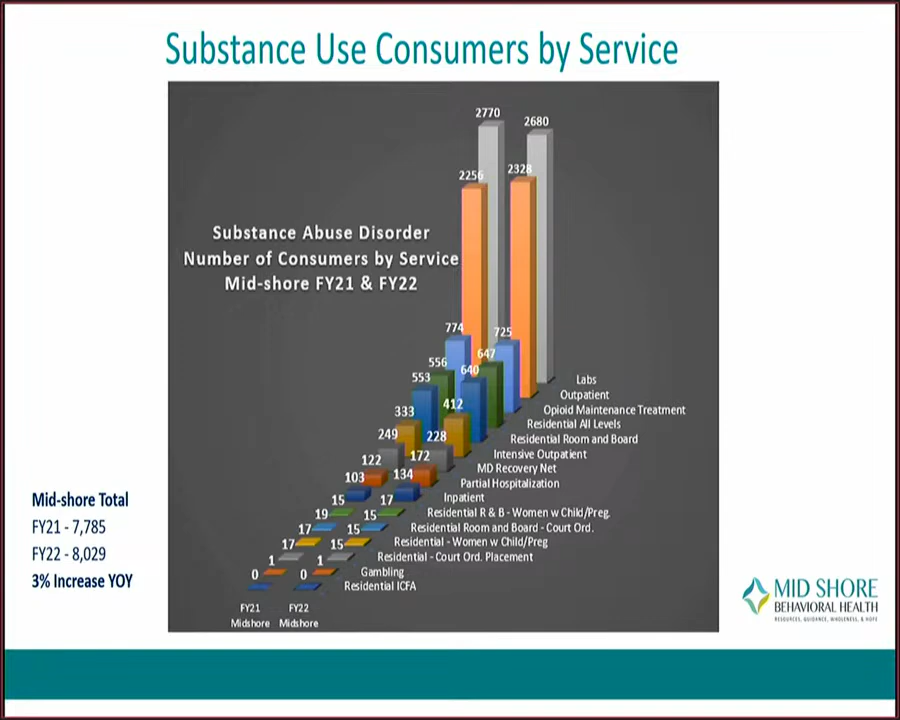 Substance Use Consumers by Service
2770
2680
2256
2328
Substance Abuse Disorder
Number of Consumers by Service
Mid-shore FY21 & FY22
774
725
556
647
553
640
333
412
249
228
122
172
103
134
15
17
19
15
17
15
17
15
1
1
0
0
Labs
Outpatient
Opioid Maintenance Treatment
Residential All Levels
Residential Room and Board
Intensive Outpatient
MD Recovery Net
Partial Hospitalization
Inpatient
Residential R & B - Women w Child/Preg.
Residential Room and Board - Court Ord.
Residential - Women w Child/Preg
Residential - Court Ord. Placement
Gambling
Residential ICFA
FY21
Midshore
FY22
Midshore
Mid-shore Total
FY21 - 7,785
FY22 - 8,029
3% Increase YOY
MID SHORE
BEHAVIORAL HEALTH
RESOURCES, GUIDANCE, WHOLENESS, & HOPE